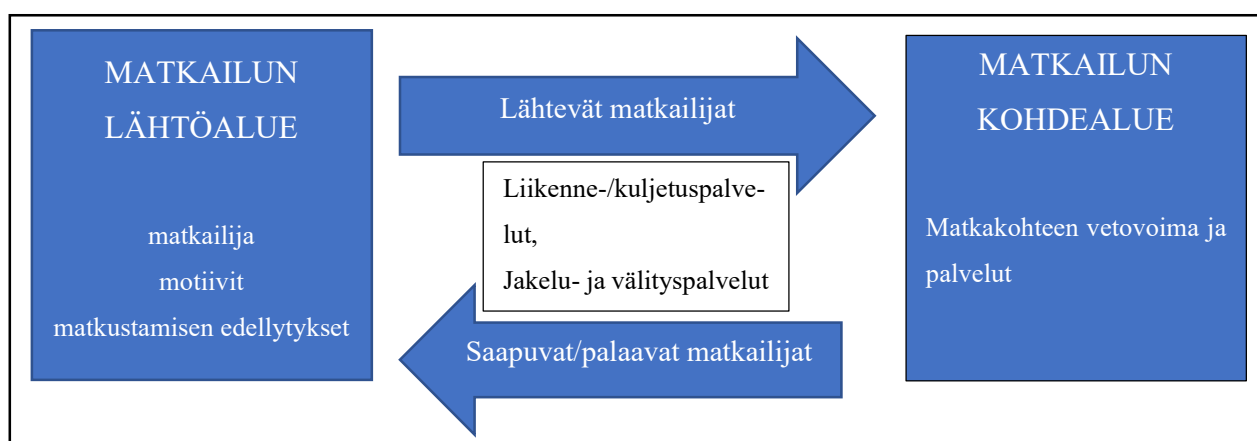 MATKAILUN
LÄHTÖALUE
matkailija
motiivit
matkustamisen edellytykset
Lähtevät matkailijat
Liikenne-/kuljetuspalve-
lut,
Jakelu- ja välityspalvelut
Saapuvat/palaavat matkailijat
MATKAILUN
KOHDEALUE
Matkakohteen vetovoima ja
palvelut